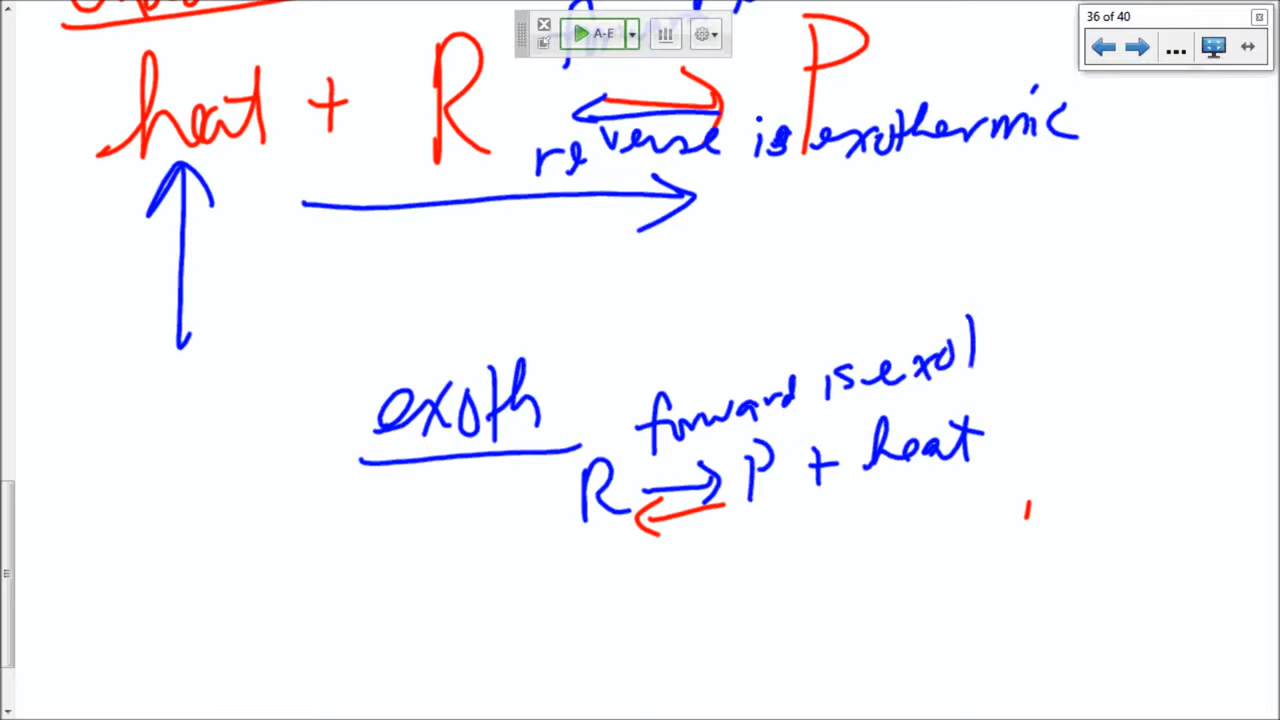 36 of 40
A-E
heat + R ⇄ P
reverse is exothermic
exoth
forward is exo
R ⇄ P + heat